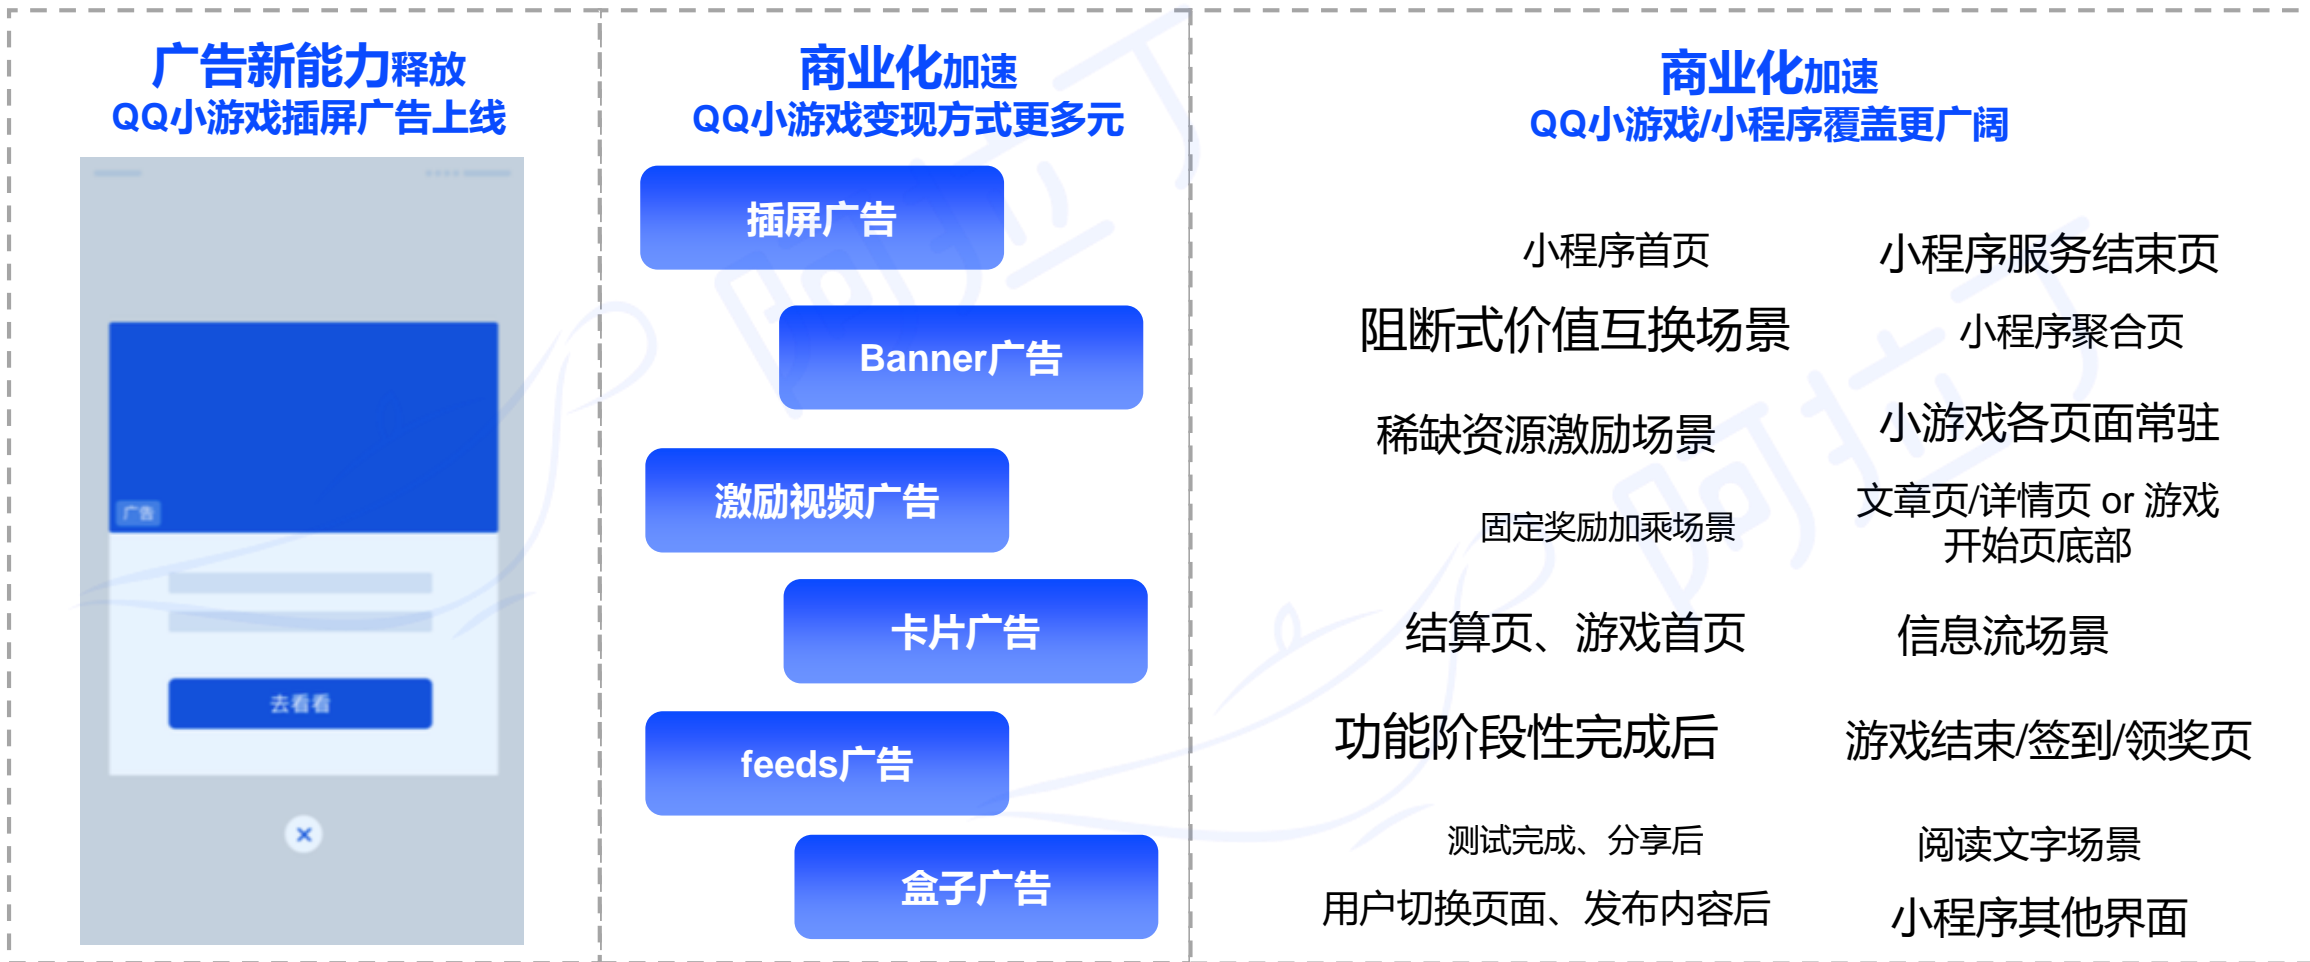 广告新能力释放
QQ小游戏插屏广告上线
广告
去看看
商业化加速
QQ小游戏变现方式更多元
插屏广告
Banner广告
激励视频广告
卡片广告
feeds广告
盒子广告
商业化加速
QQ小游戏/小程序覆盖更广阔
小程序首页
小程序服务结束页
阻断式价值互换场景
小程序聚合页
稀缺资源激励场景
小游戏各页面常驻
固定奖励加乘场景
文章页/详情页 or 游戏
开始页底部
结算页、游戏首页
信息流场景
功能阶段性完成后
游戏结束/签到/领奖页
测试完成、分享后
阅读文字场景
用户切换页面、发布内容后
小程序其他界面
阿拉丁
阿拉丁